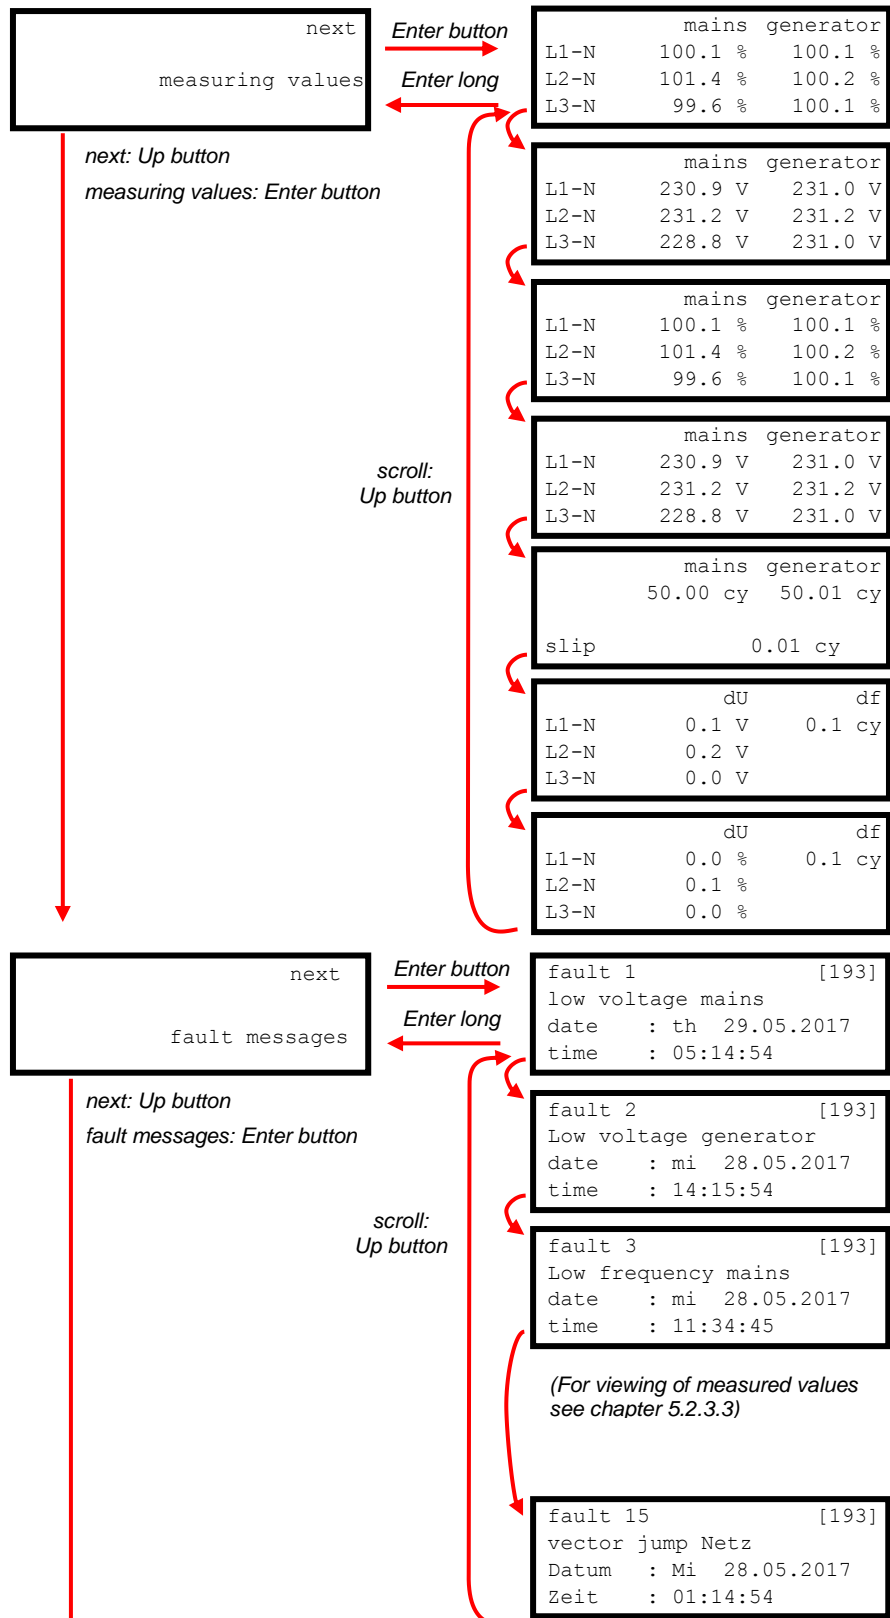 next
measuring values
Enter button
Enter long
next: Up button
measuring values: Enter button
mains generator
L1-N 100.1 % 100.1 %
L2-N 101.4 % 100.2 %
L3-N 99.6 % 100.1 %
mains generator
L1-N 230.9 V 231.0 V
L2-N 231.2 V 231.2 V
L3-N 228.8 V 231.0 V
mains generator
L1-N 100.1 % 100.1 %
L2-N 101.4 % 100.2 %
L3-N 99.6 % 100.1 %
scroll:
Up button
mains generator
L1-N 230.9 V 231.0 V
L2-N 231.2 V 231.2 V
L3-N 228.8 V 231.0 V
mains generator
50.00 cy 50.01 cy
slip 0.01 cy
dU df
L1-N 0.1 V 0.1 cy
L2-N 0.2 V
L3-N 0.0 V
dU df
L1-N 0.0 % 0.1 cy
L2-N 0.1 %
L3-N 0.0 %
next
fault messages
Enter button
Enter long
next: Up button
fault messages: Enter button
fault 1 [193]
low voltage mains
date : th 29.05.2017
time : 05:14:54
fault 2 [193]
Low voltage generator
date : mi 28.05.2017
time : 14:15:54
scroll:
Up button
fault 3 [193]
Low frequency mains
date : mi 28.05.2017
time : 11:34:45
(For viewing of measured values
see chapter 5.2.3.3)
fault 15 [193]
vector jump Netz
Datum : Mi 28.05.2017
Zeit : 01:14:54